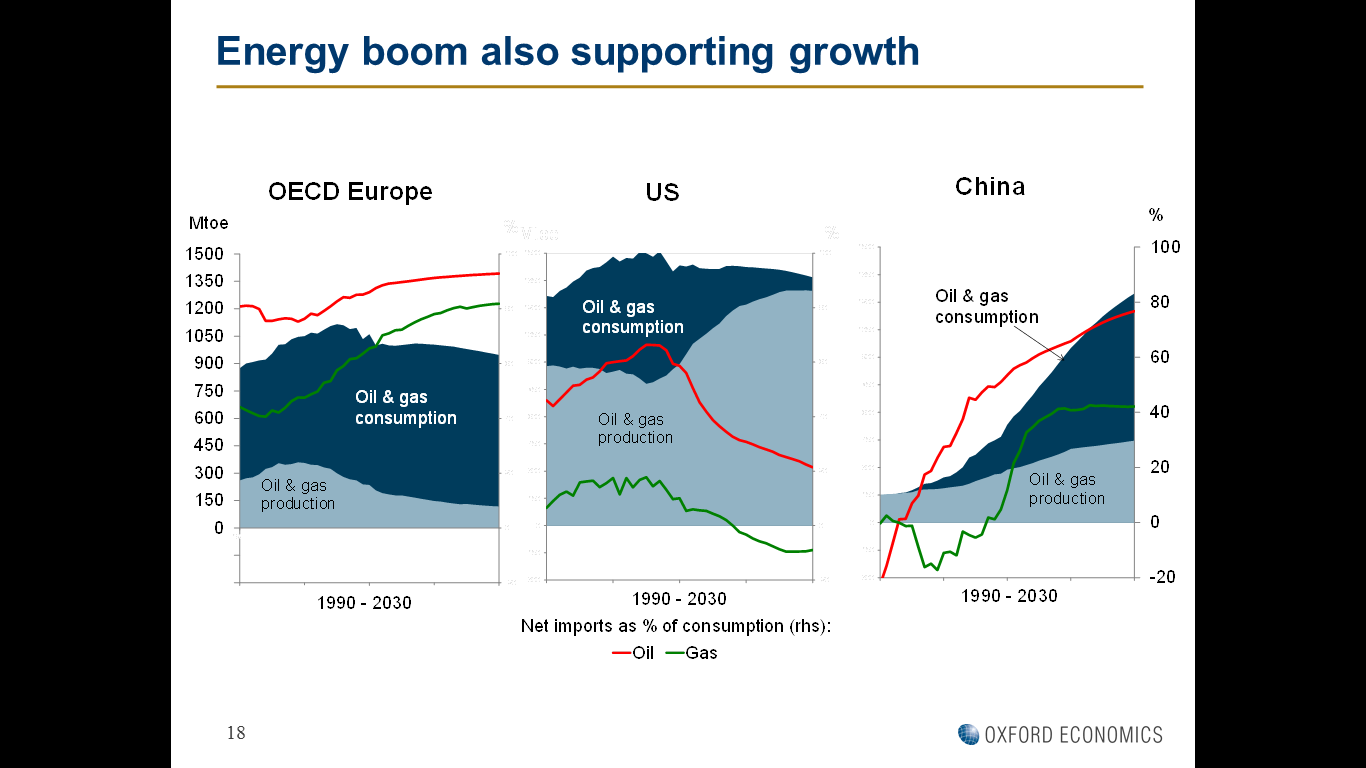 Energy boom also supporting growth
OECD Europe
US
China
Mtoe
%
1500
1350
1200
1050
900
750
600
450
300
150
0
Oil & gas
consumption
Oil & gas
production
1990 - 2030
Oil & gas
consumption
Oil & gas
production
1990 - 2030
Oil & gas
consumption
Oil & gas
production
1990 - 2030
100
80
60
40
20
0
-20
Net imports as % of consumption (rhs):
Oil Gas
18
OXFORD ECONOMICS